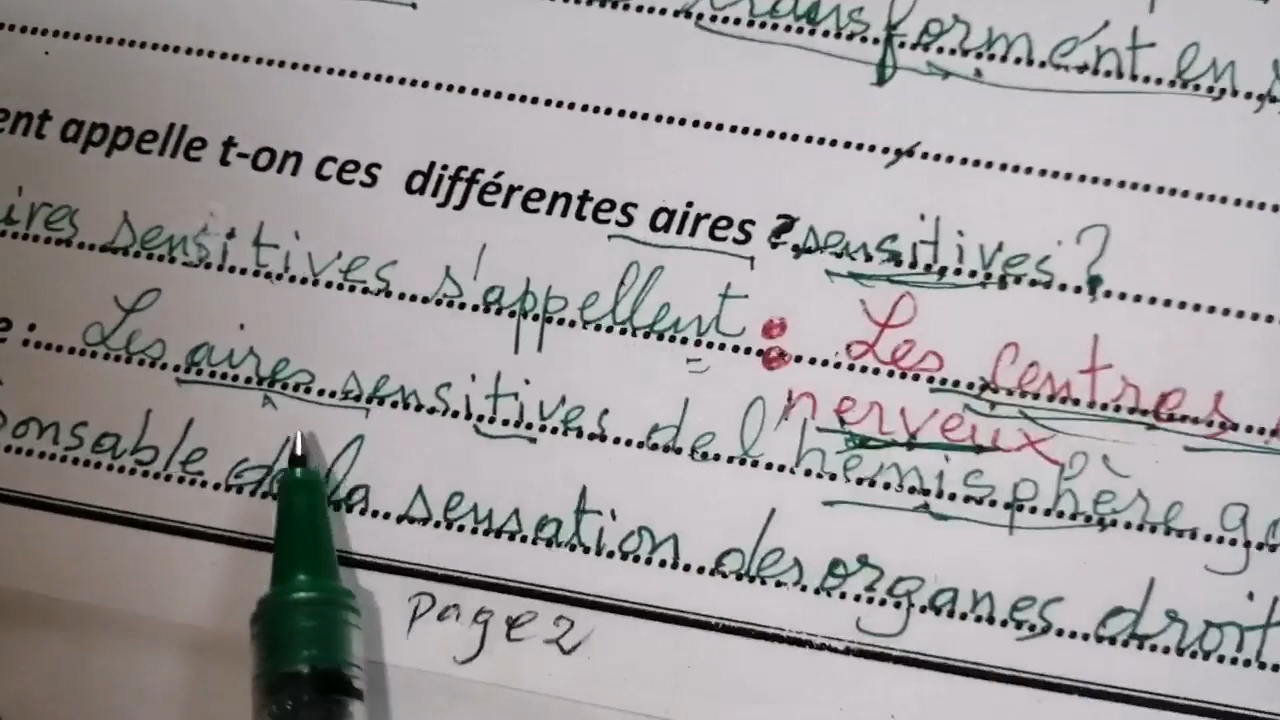 transforment en
ent appelle t-on ces différentes aires ? sensitives ?
ires sensitives s'appellent : Les centres
nerveux
e : Les aires sensitives de l'hémisphère
onsable de la sensation des organes droit
page 2